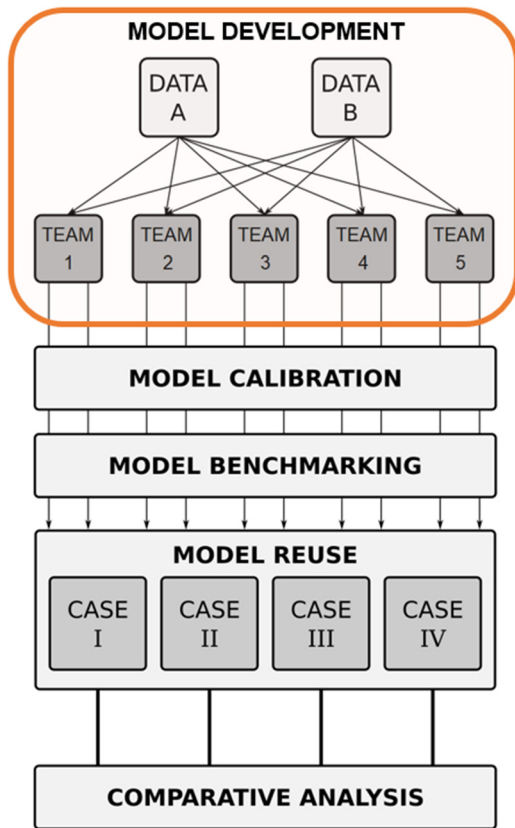 MODEL DEVELOPMENT
DATA
A
DATA
B
TEAM
1
TEAM
2
TEAM
3
TEAM
4
TEAM
5
MODEL CALIBRATION
MODEL BENCHMARKING
MODEL REUSE
CASE
I
CASE
II
CASE
III
CASE
IV
COMPARATIVE ANALYSIS